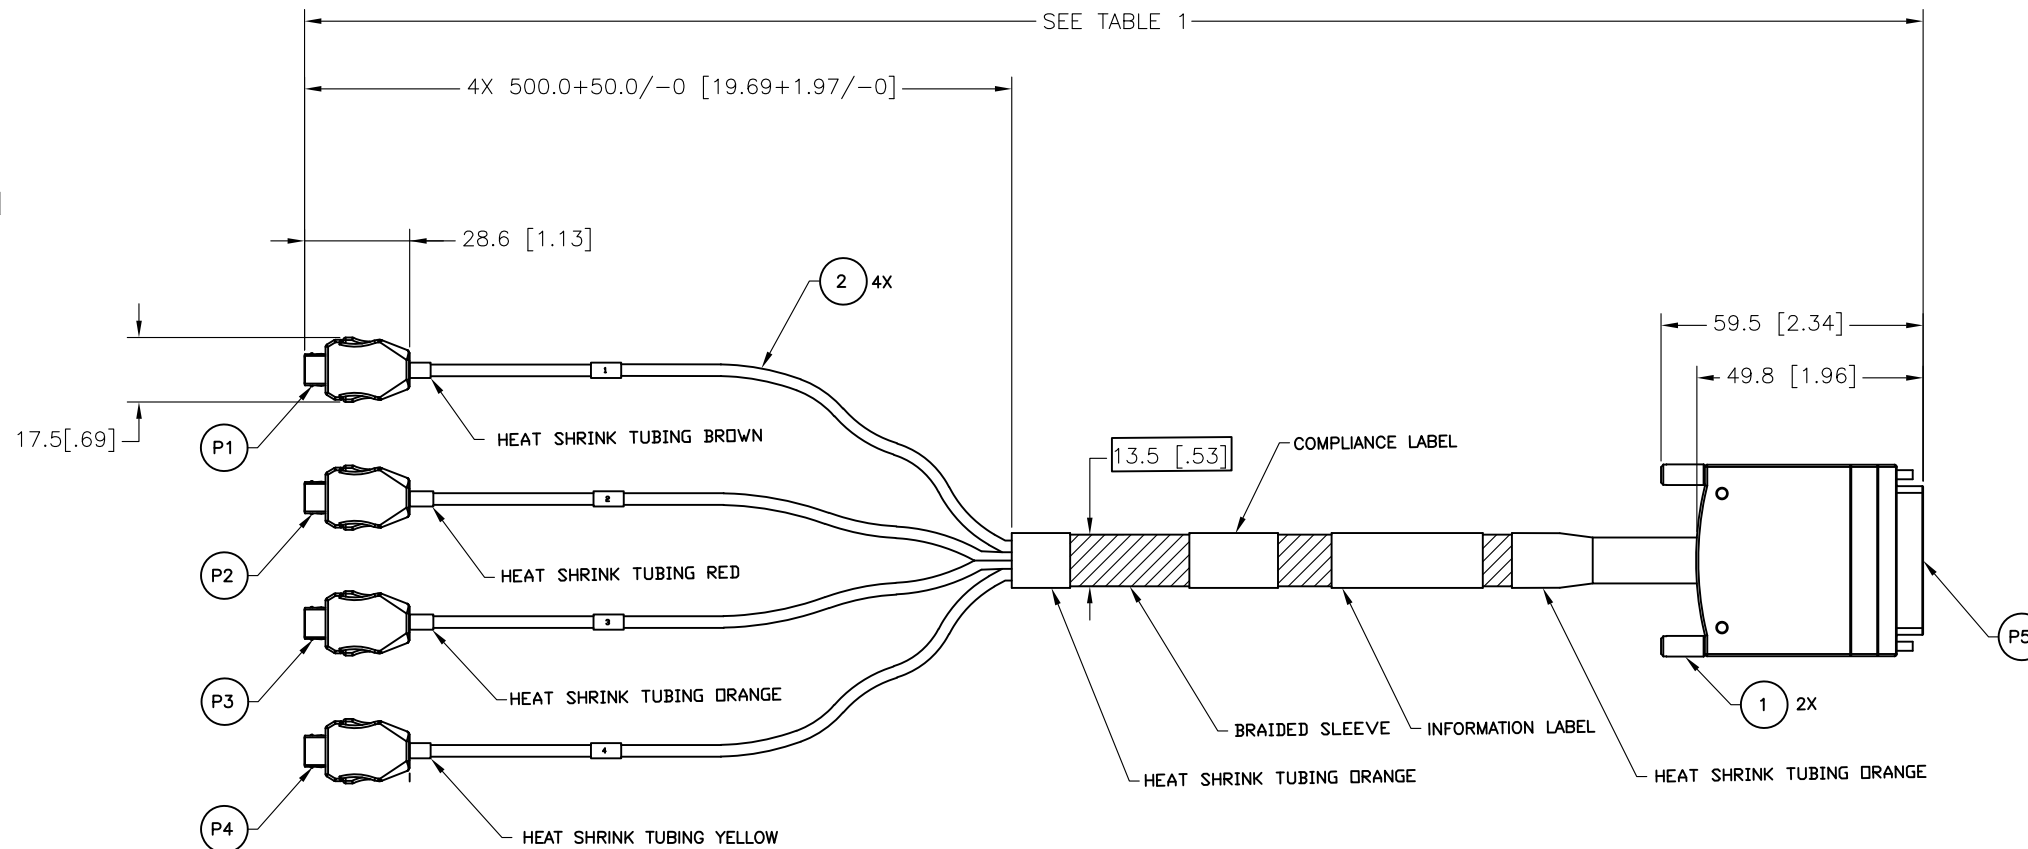 SEE TABLE 1
4X 500.0+50.0/-0 [19.69+1.97/-0]
28.6 [1.13]
2 4X
59.5 [2.34]
49.8 [1.96]
1
17.5[.69]
P1
HEAT SHRINK TUBING BROWN
13.5 [.53]
COMPLIANCE LABEL
2
P2
HEAT SHRINK TUBING RED
3
P5
P3
HEAT SHRINK TUBING ORANGE
1 2X
BRAIDED SLEEVE
INFORMATION LABEL
4
HEAT SHRINK TUBING ORANGE
HEAT SHRINK TUBING ORANGE
P4
HEAT SHRINK TUBING YELLOW